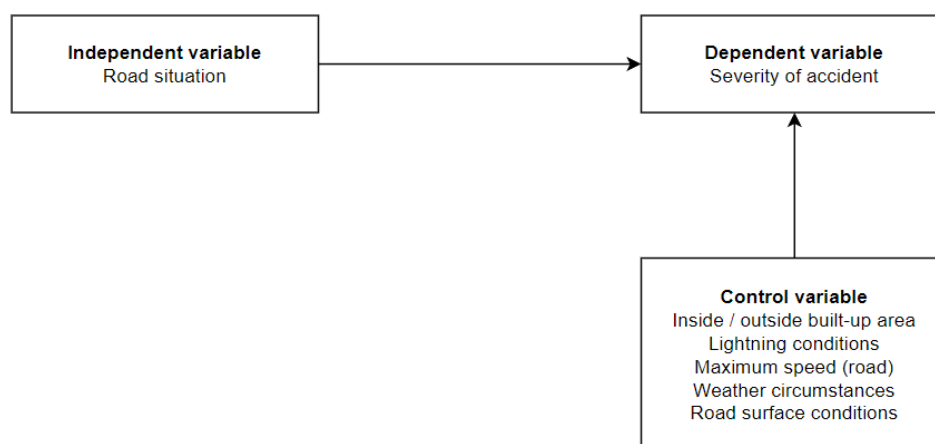 Independent variable
Road situation
Dependent variable
Severity of accident
Control variable
Inside / outside built-up area
Lightning conditions
Maximum speed (road)
Weather circumstances
Road surface conditions